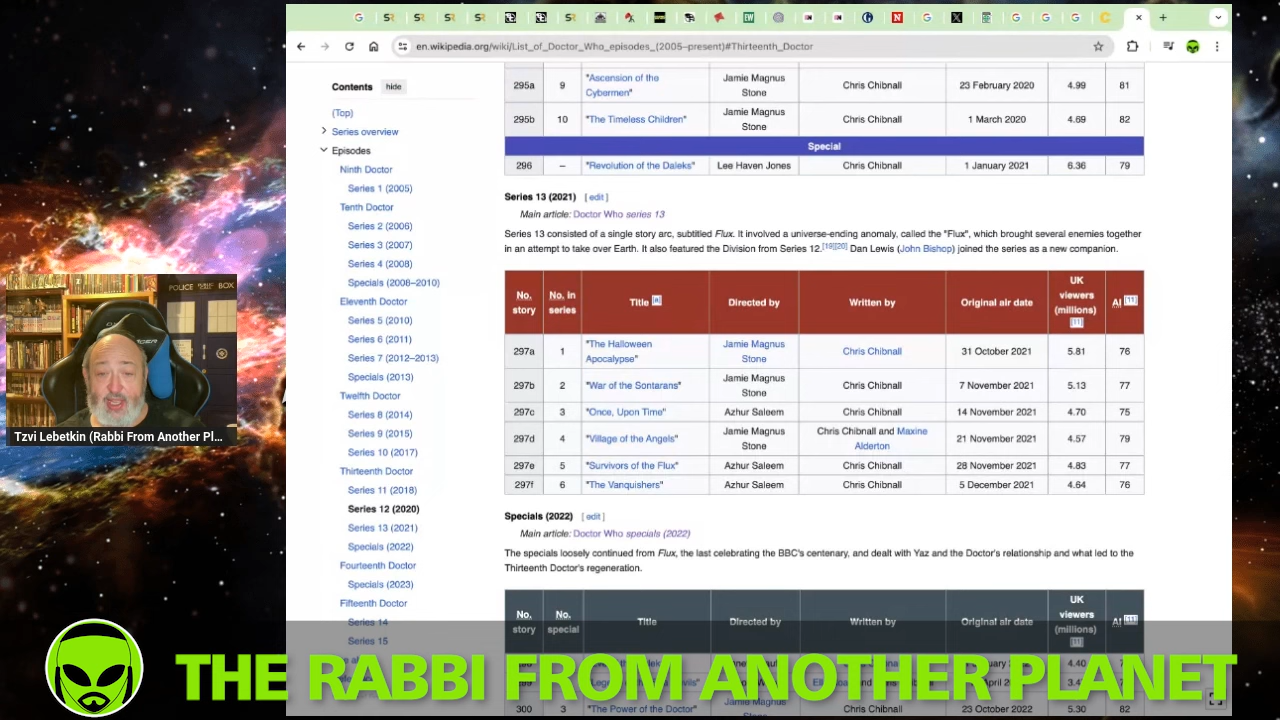 en.wikipedia.org/wiki/List_of_Doctor_Who_episodes_(2005–present)#Thirteenth_Doctor
Contents hide
(Top)
Series overview
Episodes
Ninth Doctor
Series 1 (2005)
Tenth Doctor
Series 2 (2006)
Series 3 (2007)
Series 4 (2008)
Specials (2008–2010)
Eleventh Doctor
Series 5 (2010)
Series 6 (2011)
Series 7 (2012–2013)
Specials (2013)
Twelfth Doctor
Series 8 (2014)
Series 9 (2015)
Series 10 (2017)
Thirteenth Doctor
Series 11 (2018)
Series 12 (2020)
Series 13 (2021)
Specials (2022)
Fourteenth Doctor
Specials (2023)
Fifteenth Doctor
Series 14
Series 15
295a 9 "Ascension of the Cybermen" Jamie Magnus Stone Chris Chibnall 23 February 2020 4.99 81
295b 10 "The Timeless Children" Jamie Magnus Stone Chris Chibnall 1 March 2020 4.69 82
Special
296 – "Revolution of the Daleks" Lee Haven Jones Chris Chibnall 1 January 2021 6.36 79
Series 13 (2021) [ edit ]
Main article: Doctor Who series 13
Series 13 consisted of a single story arc, subtitled Flux. It involved a universe-ending anomaly, called the "Flux", which brought several enemies together
in an attempt to take over Earth. It also featured the Division from Series 12.[19][20] Dan Lewis (John Bishop) joined the series as a new companion.
No. story No. in series Title Directed by Written by Original air date UK viewers (millions) [11] AI [11]
297a 1 "The Halloween Apocalypse" Jamie Magnus Stone Chris Chibnall 31 October 2021 5.81 76
297b 2 "War of the Sontarans" Jamie Magnus Stone Chris Chibnall 7 November 2021 5.13 77
297c 3 "Once, Upon Time" Azhur Saleem Chris Chibnall 14 November 2021 4.70 75
297d 4 "Village of the Angels" Jamie Magnus Stone Chris Chibnall and Maxine Alderton 21 November 2021 4.57 79
297e 5 "Survivors of the Flux" Azhur Saleem Chris Chibnall 28 November 2021 4.83 77
297f 6 "The Vanquishers" Azhur Saleem Chris Chibnall 5 December 2021 4.64 76
Specials (2022) [ edit ]
Main article: Doctor Who specials (2022)
The specials loosely continued from Flux, the last celebrating the BBC's centenary, and dealt with Yaz and the Doctor's relationship and what led to the
Thirteenth Doctor's regeneration.
No. story No. special Title Directed by Written by Original air date UK viewers (millions) [11] AI [11]
4.40
300 3 "The Power of the Doctor" Jamie Magnus Stone Chris Chibnall 23 October 2022 5.30 82
POLICE BOX
Tzvi Lebetkin (Rabbi From Another Pl...
THE RABBI FROM ANOTHER PLANET